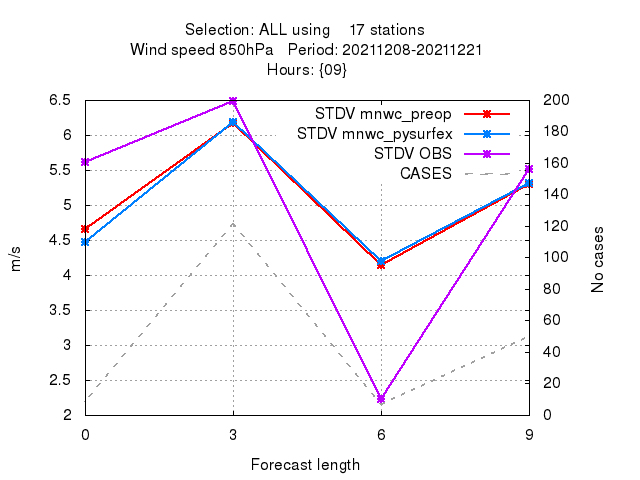 Selection: ALL using    17 stations
Wind speed 850hPa   Period: 20211208-20211221
Hours: {09}
STDV mnwc_preop
STDV mnwc_pysurfex
STDV OBS
CASES
6.5
6
5.5
5
4.5
4
3.5
3
2.5
2
200
180
160
140
120
100
80
60
40
20
0
m/s
No cases
0 3 6 9
Forecast length